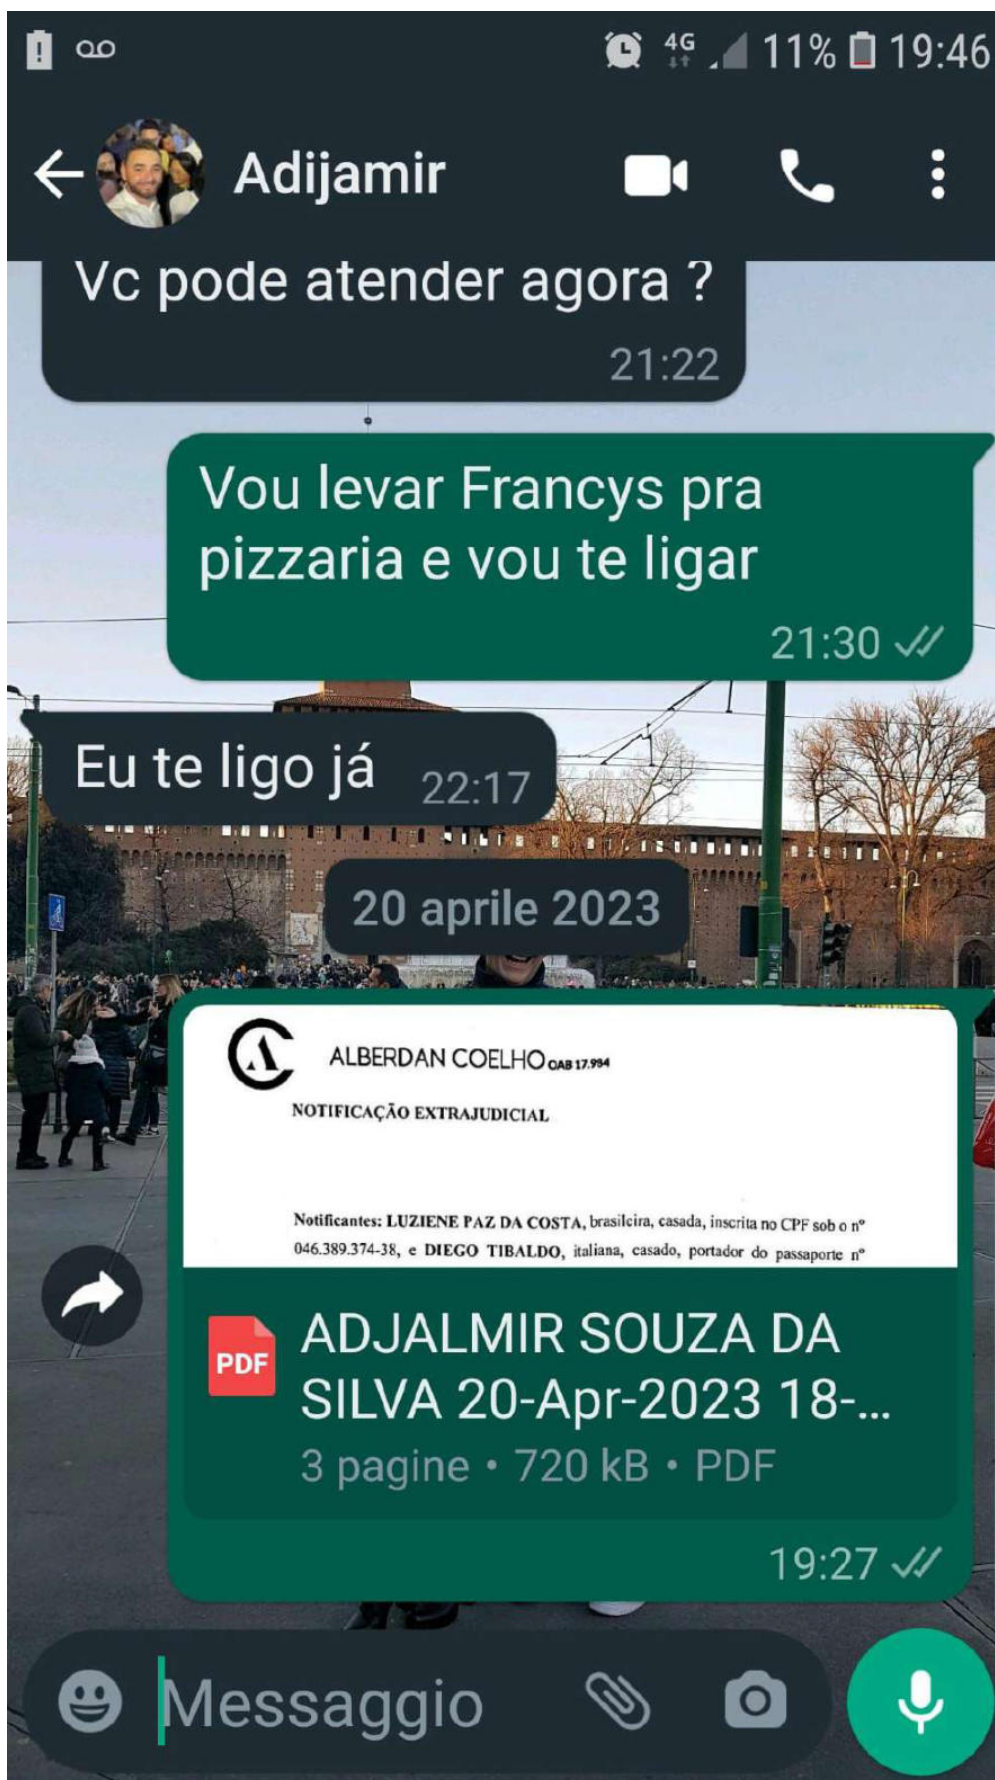 11% 19:46
4G
Adijamir
Vc pode atender agora ?
21:22
Vou levar Francys pra
pizzaria e vou te ligar
21:30
Eu te ligo já 22:17
20 aprile 2023
ALBERDAN COELHO OAB 17.984
NOTIFICAÇÃO EXTRAJUDICIAL
Notificantes: LUZIENE PAZ DA COSTA, brasileira, casada, inscrita no CPF sob o nº
046.389.374-38, e DIEGO TIBALDO, italiana, casado, portador do passaporte nº
PDF
ADJALMIR SOUZA DA
SILVA 20-Apr-2023 18-...
3 pagine • 720 kB • PDF
19:27
Messaggio